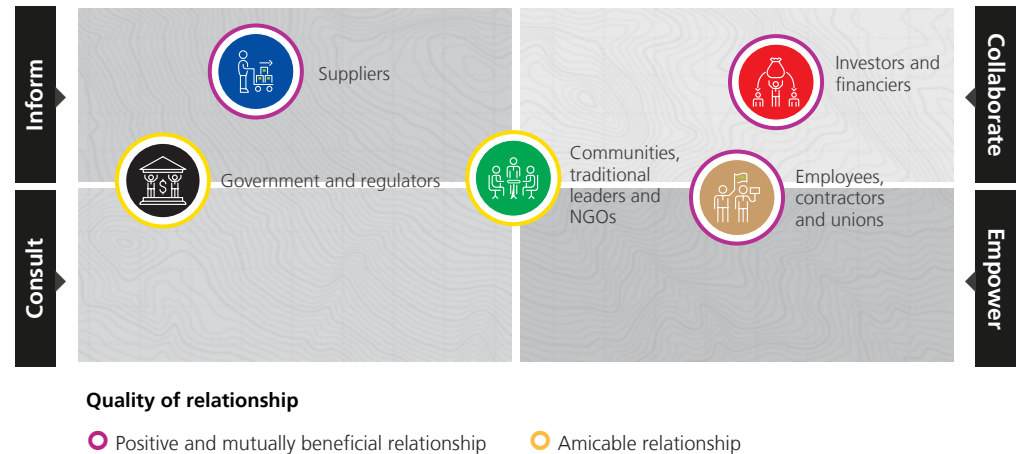 Inform
Consult
Suppliers
Government and regulators
Communities,
traditional
leaders and
NGOs
Investors and
financiers
Employees,
contractors
and unions
Collaborate
Empower
$
Quality of relationship
Positive and mutually beneficial relationship
Amicable relationship